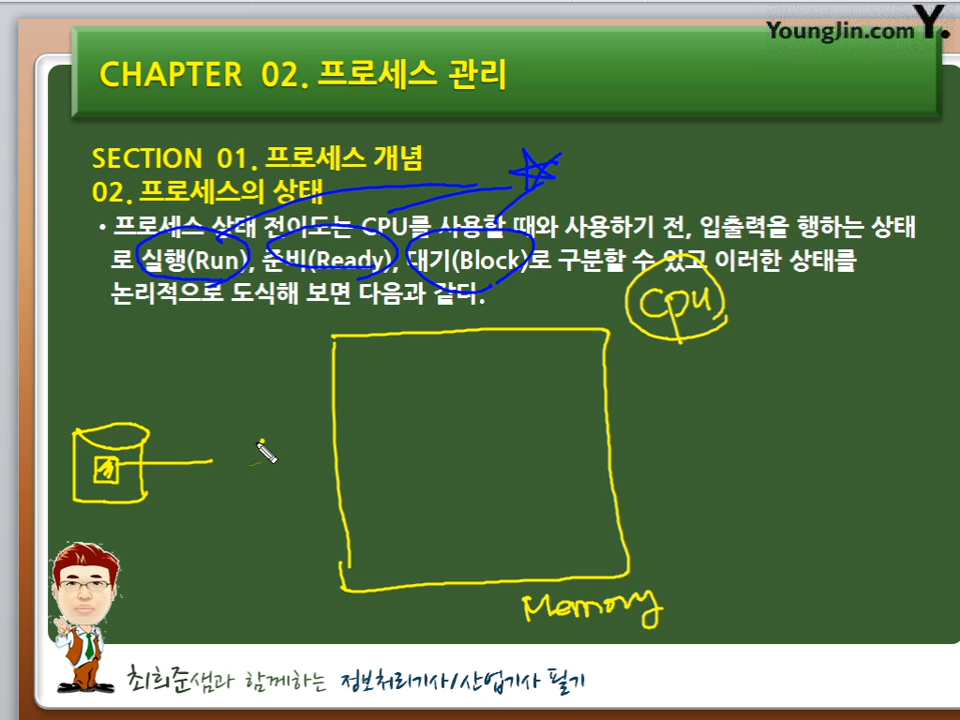 YoungJin.com Y.
CHAPTER 02. 프로세스 관리
SECTION 01. 프로세스 개념
02. 프로세스의 상태
• 프로세스 상태 전이도는 CPU를 사용할 때와 사용하기 전, 입출력을 행하는 상태
로 실행(Run), 준비(Ready), 대기(Block)로 구분할 수 있고 이러한 상태를
논리적으로 도식해 보면 다음과 같다.
CPU
Memory
최희준샘과 함께하는 정보처리기사/산업기사 필기